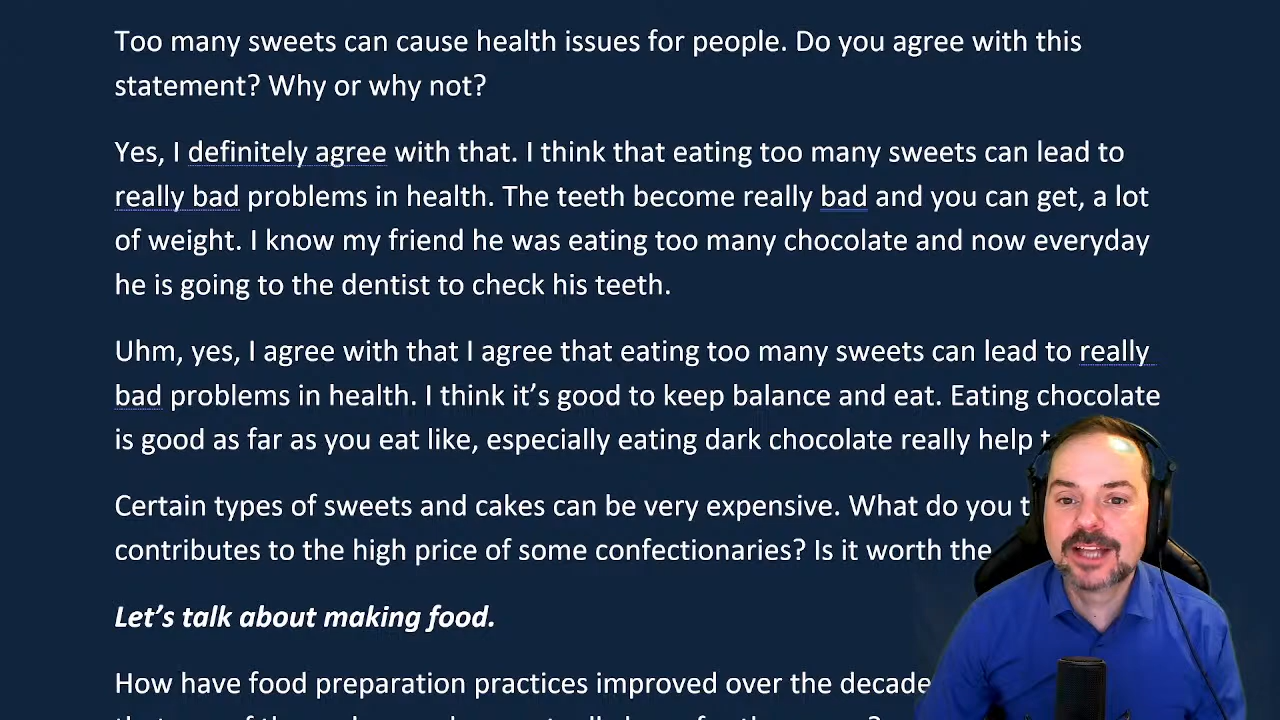 Too many sweets can cause health issues for people. Do you agree with this
statement? Why or why not?
Yes, I definitely agree with that. I think that eating too many sweets can lead to
really bad problems in health. The teeth become really bad and you can get, a lot
of weight. I know my friend he was eating too many chocolate and now everyday
he is going to the dentist to check his teeth.
Uhm, yes, I agree with that I agree that eating too many sweets can lead to really
bad problems in health. I think it’s good to keep balance and eat. Eating chocolate
is good as far as you eat like, especially eating dark chocolate really help
Certain types of sweets and cakes can be very expensive. What do you
contributes to the high price of some confectionaries? Is it worth the
Let’s talk about making food.
How have food preparation practices improved over the